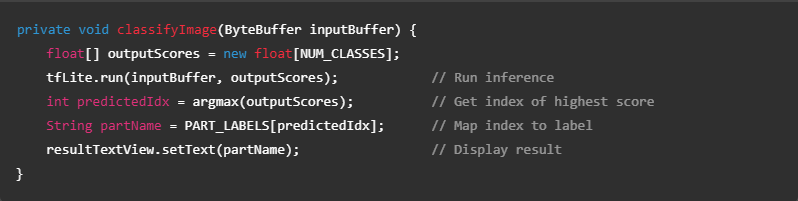 private void classifyImage(ByteBuffer inputBuffer) {
    float[] outputScores = new float[NUM_CLASSES];
    tfLite.run(inputBuffer, outputScores);            // Run inference
    int predictedIdx = argmax(outputScores);          // Get index of highest score
    String partName = PART_LABELS[predictedIdx];      // Map index to label
    resultTextView.setText(partName);                 // Display result
}